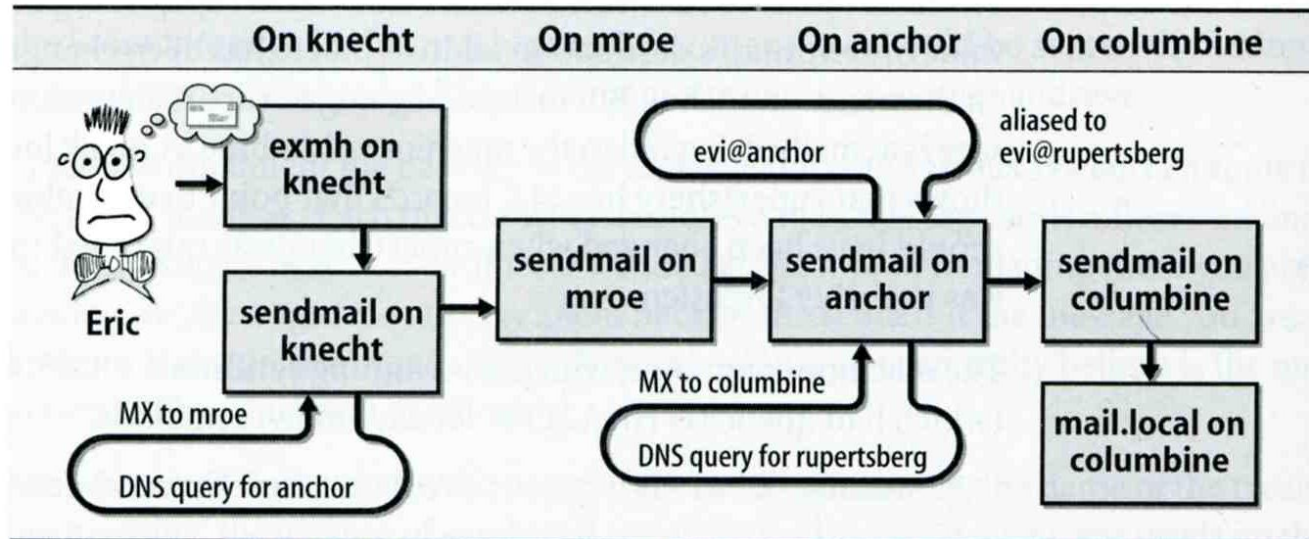 On knecht
On mroe
On anchor
On columbine
exmh on
knecht
Eric
sendmail on
knecht
MX to mroe
DNS query for anchor
sendmail on
mroe
evi@anchor
aliased to
evi@rupertsberg
sendmail on
anchor
MX to columbine
DNS query for rupertsberg
sendmail on
columbine
mail.local on
columbine